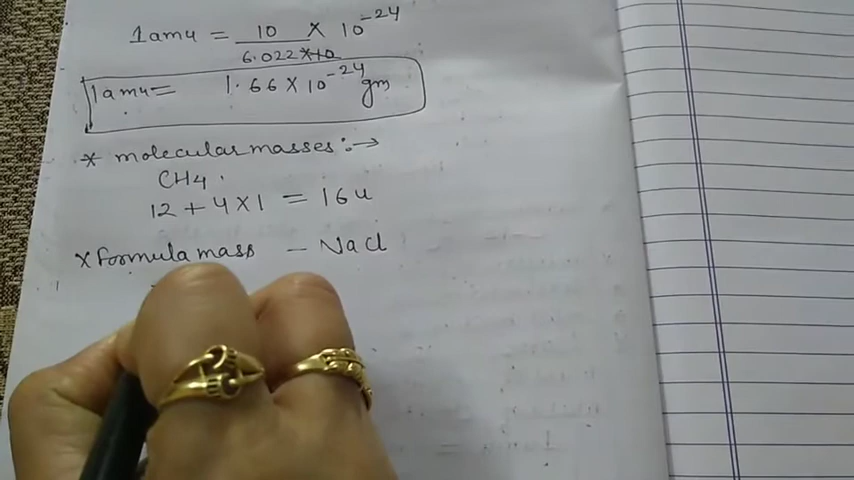 1amu = 10/6.022×10 × 10⁻²⁴
1amu = 1.66 × 10⁻²⁴ gm
* molecular masses :→
CH4
12 + 4×1 = 16u
× Formula mass — NaCl